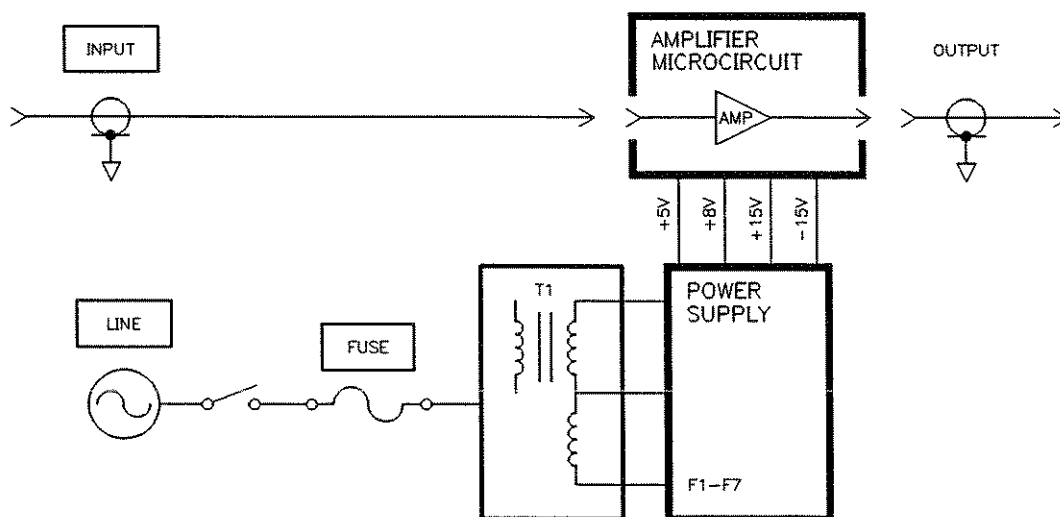 INPUT
AMPLIFIER
MICROCIRCUIT
OUTPUT
AMP
+5V
+8V
+15V
-15V
T1
POWER
SUPPLY
LINE
FUSE
F1-F7